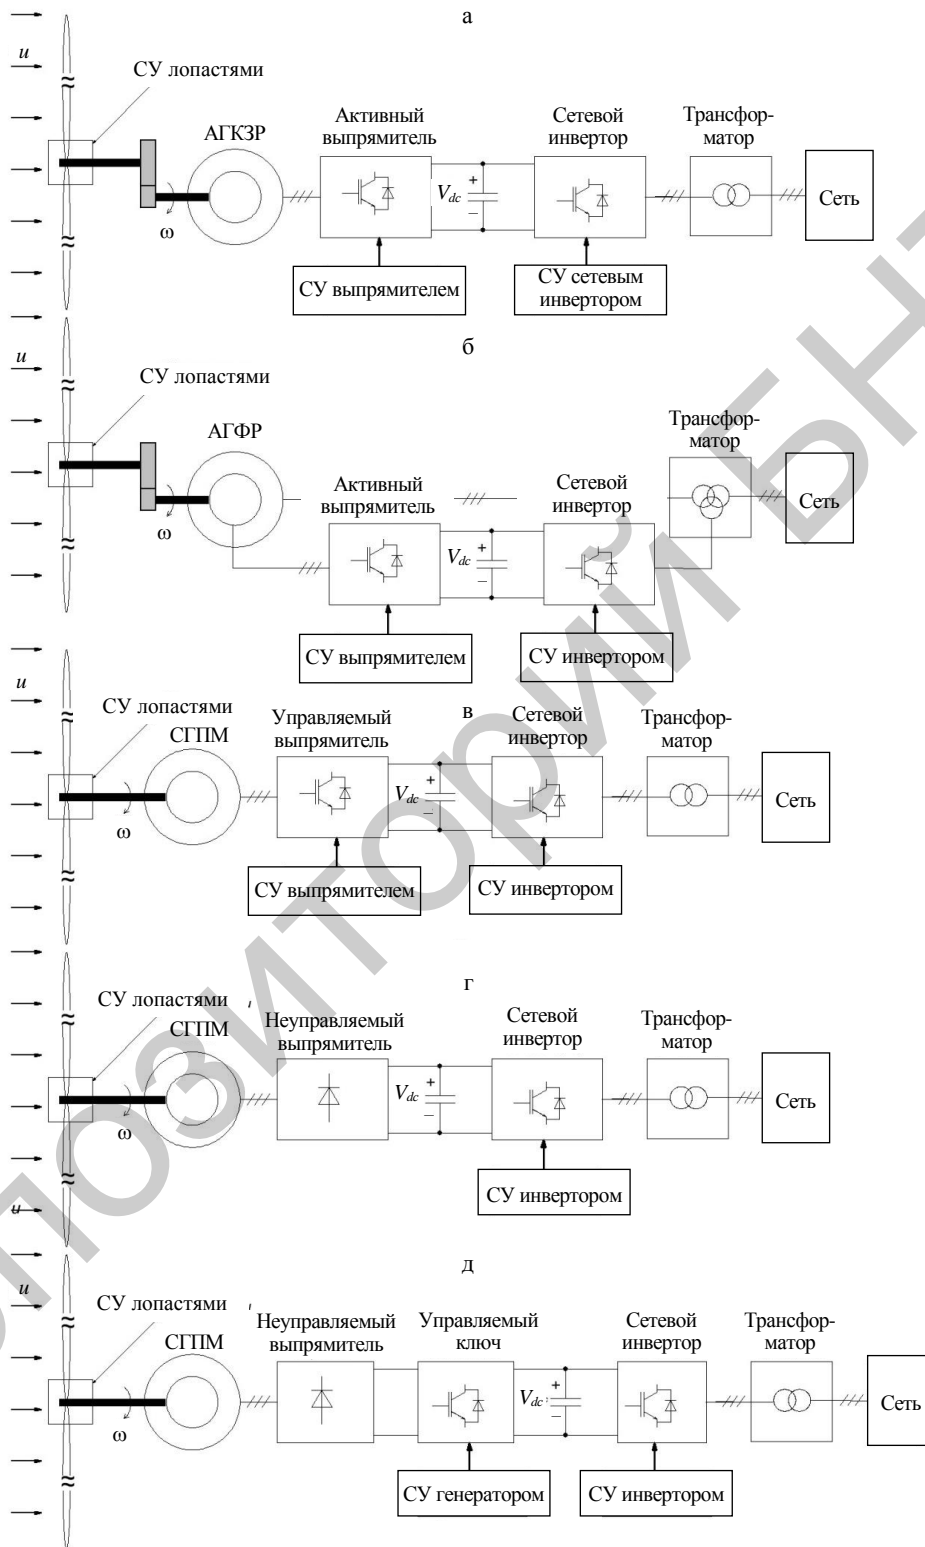 а
u
СУ лопастями
АГКЗР
Активный
выпрямитель
Сетевой
инвертор
Трансфор-
матор
+
V_dc
−
Сеть
ω
СУ выпрямителем
СУ сетевым
инвертором
б
u
СУ лопастями
АГФР
Активный
выпрямитель
Сетевой
инвертор
Трансфор-
матор
Сеть
+
V_dc
−
ω
СУ выпрямителем
СУ инвертором
в
u
СУ лопастями
СГПМ
Управляемый
выпрямитель
Сетевой
инвертор
Трансфор-
матор
+
V_dc
−
Сеть
ω
СУ выпрямителем
СУ инвертором
г
СУ лопастями
СГПМ
Неуправляемый
выпрямитель
Сетевой
инвертор
Трансфор-
матор
+
V_dc
−
Сеть
ω
СУ инвертором
u
д
u
СУ лопастями
СГПМ
Неуправляемый
выпрямитель
Управляемый
ключ
Сетевой
инвертор
Трансфор-
матор
+
V_dc
−
Сеть
ω
СУ генератором
СУ инвертором